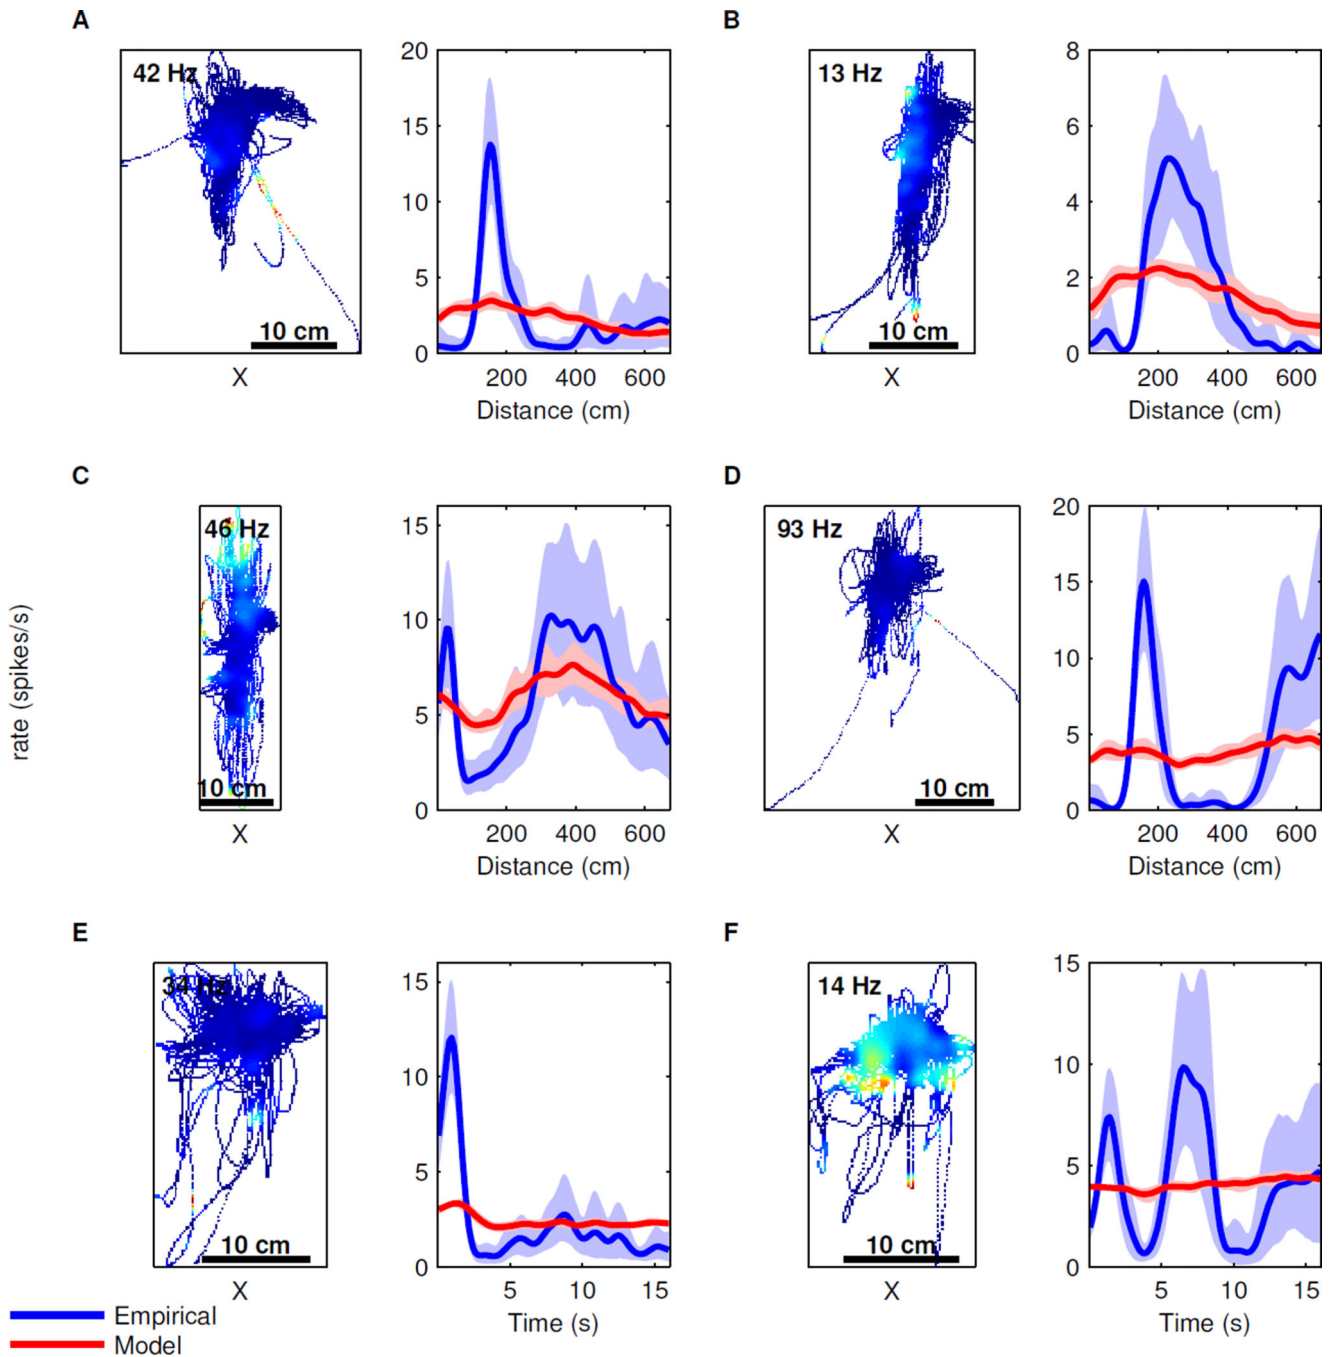 A
B
42 Hz
10 cm
X
20
15
10
5
0
200 400 600
Distance (cm)
13 Hz
10 cm
X
8
6
4
2
0
200 400 600
Distance (cm)
C
D
rate (spikes/s)
46 Hz
10 cm
X
15
10
5
0
200 400 600
Distance (cm)
93 Hz
10 cm
X
20
15
10
5
0
200 400 600
Distance (cm)
E
F
34 Hz
10 cm
X
15
10
5
0
5 10 15
Time (s)
14 Hz
10 cm
X
15
10
5
0
5 10 15
Time (s)
Empirical
Model